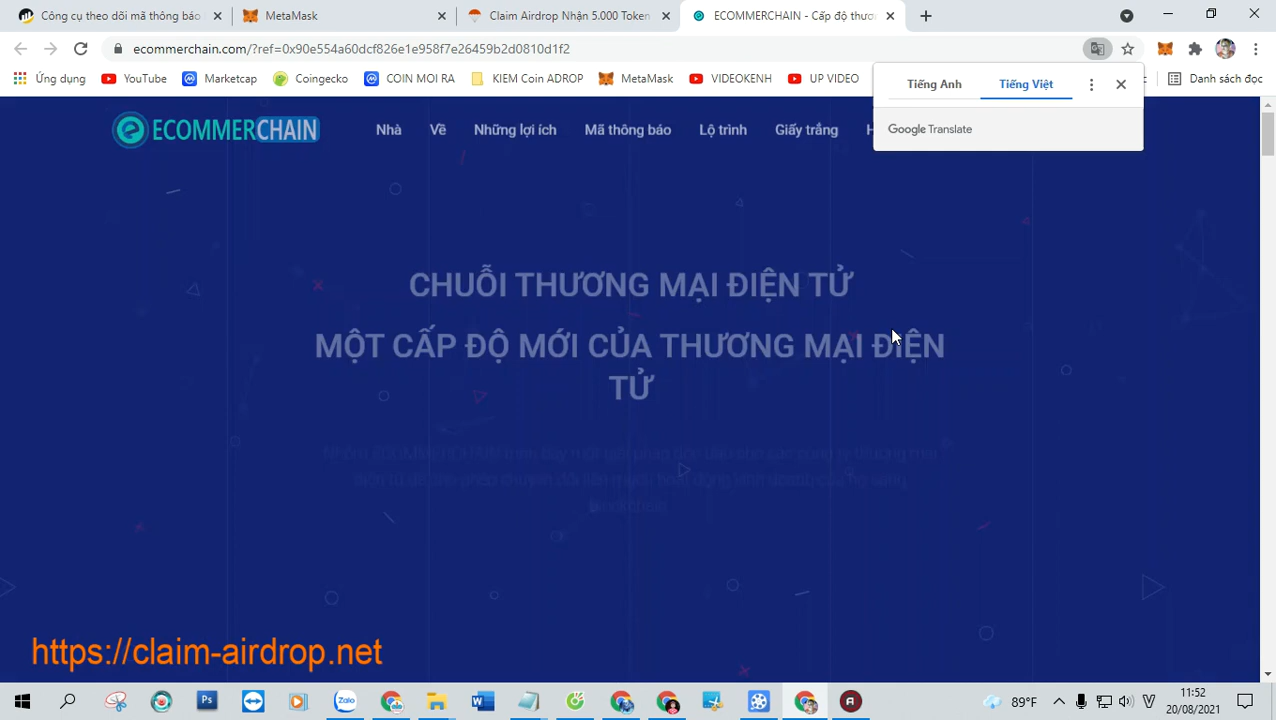 Công cụ theo dõi mã thông báo
MetaMask
Claim Airdrop Nhận 5.000 Token
ECOMMERCHAIN - Cấp độ thươ
ecommerchain.com/?ref=0x90e554a60dcf826e1e958f7e26459b2d0810d1f2
Ứng dụng
YouTube
Marketcap
Coingecko
COIN MOI RA
KIEM Coin ADROP
MetaMask
VIDEOKENH
UP VIDEO
Danh sách đọc
Tiếng Anh
Tiếng Việt
Google Translate
ECOMMERCHAIN
Nhà
Về
Những lợi ích
Mã thông báo
Lộ trình
Giấy trắng
CHUỖI THƯƠNG MẠI ĐIỆN TỬ
MỘT CẤP ĐỘ MỚI CỦA THƯƠNG MẠI ĐIỆN
TỬ
https://claim-airdrop.net
Ps
Zalo
89°F
11:52
20/08/2021